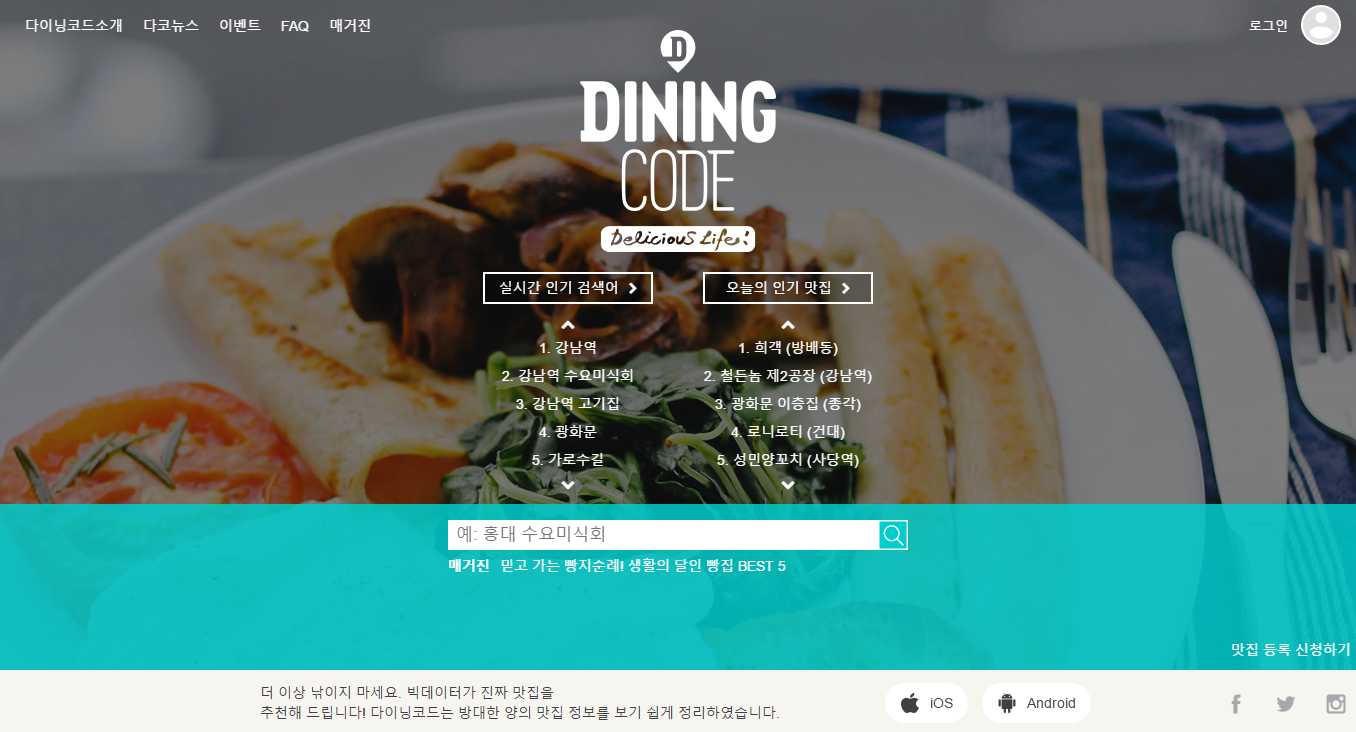 다이닝코드소개 다코뉴스 이벤트 FAQ 매거진 로그인
D
DINING
CODE
Delicious Life!
실시간 인기 검색어
1. 강남역
2. 강남역 수요미식회
3. 강남역 고기집
4. 광화문
5. 가로수길
오늘의 인기 맛집
1. 희객 (방배동)
2. 철든놈 제2공장 (강남역)
3. 광화문 이층집 (종각)
4. 로니로티 (건대)
5. 성민양꼬치 (사당역)
예: 홍대 수요미식회
매거진 믿고 가는 빵지순례! 생활의 달인 빵집 BEST 5
맛집 등록 신청하기
더 이상 낚이지 마세요. 빅데이터가 진짜 맛집을
추천해 드립니다! 다이닝코드는 방대한 양의 맛집 정보를 보기 쉽게 정리하였습니다.
iOS Android